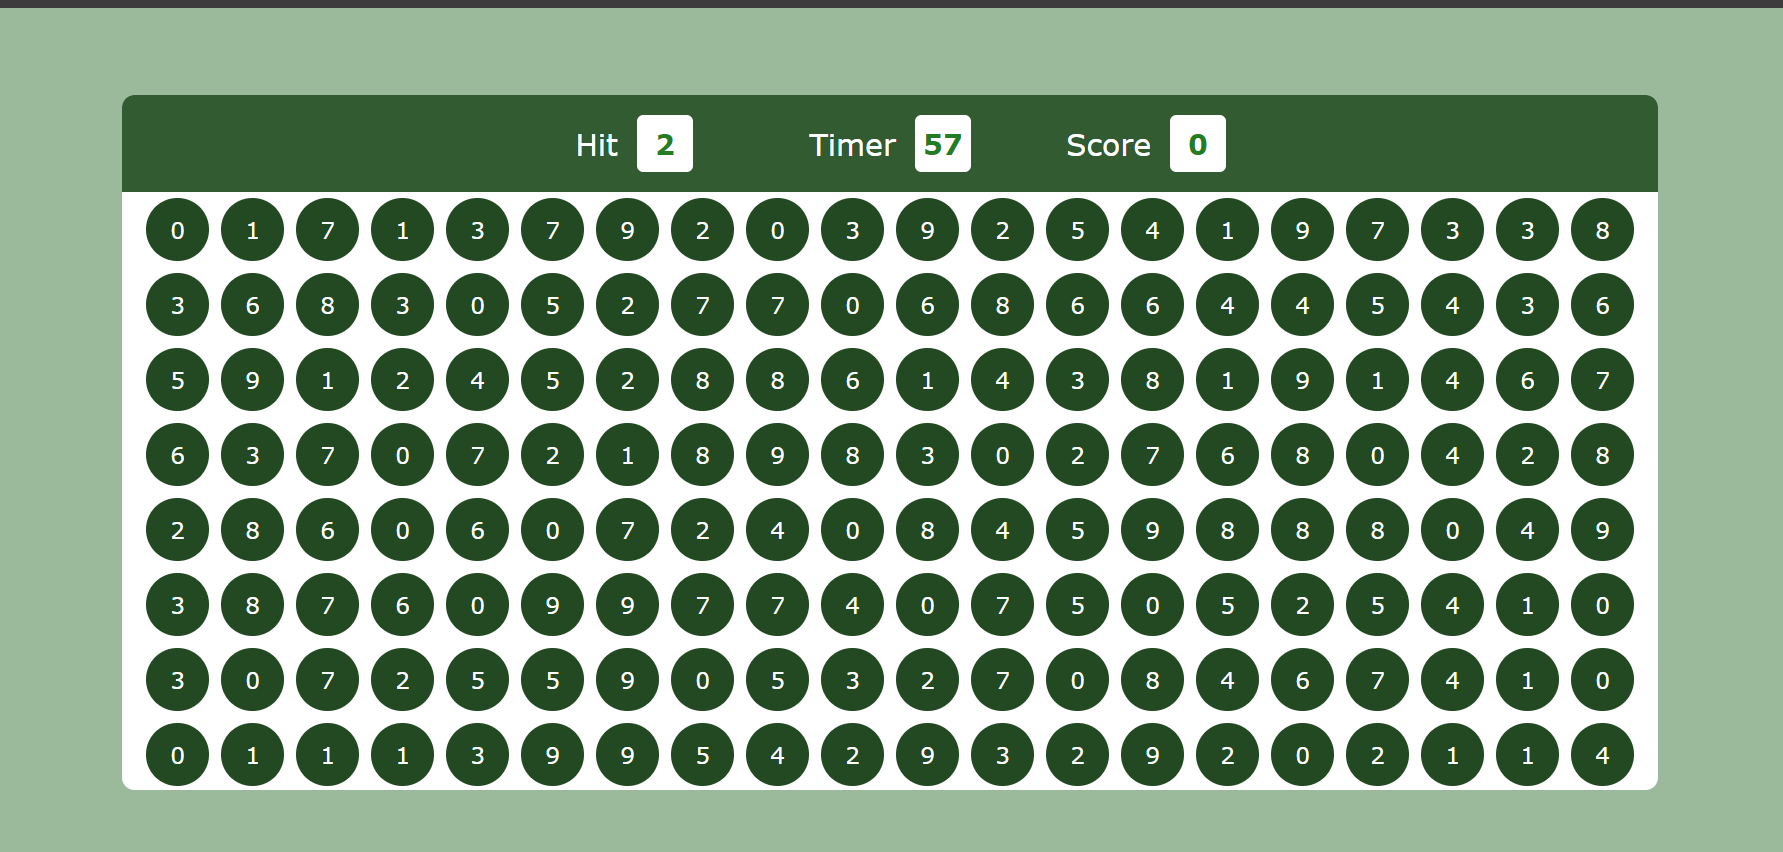 Hit 2 Timer 57 Score 0
0 1 7 1 3 7 9 2 0 3 9 2 5 4 1 9 7 3 3 8
3 6 8 3 0 5 2 7 7 0 6 8 6 6 4 4 5 4 3 6
5 9 1 2 4 5 2 8 8 6 1 4 3 8 1 9 1 4 6 7
6 3 7 0 7 2 1 8 9 8 3 0 2 7 6 8 0 4 2 8
2 8 6 0 6 0 7 2 4 0 8 4 5 9 8 8 8 0 4 9
3 8 7 6 0 9 9 7 7 4 0 7 5 0 5 2 5 4 1 0
3 0 7 2 5 5 9 0 5 3 2 7 0 8 4 6 7 4 1 0
0 1 1 1 3 9 9 5 4 2 9 3 2 9 2 0 2 1 1 4